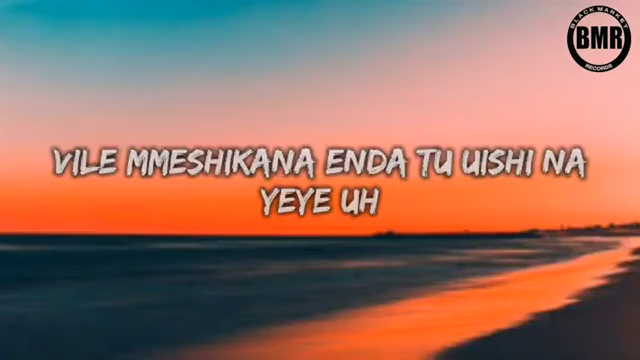 BLACK MARKET
BMR
RECORDS
VILE MMESHIKANA ENDA TU UISHI NA
YEYE UH